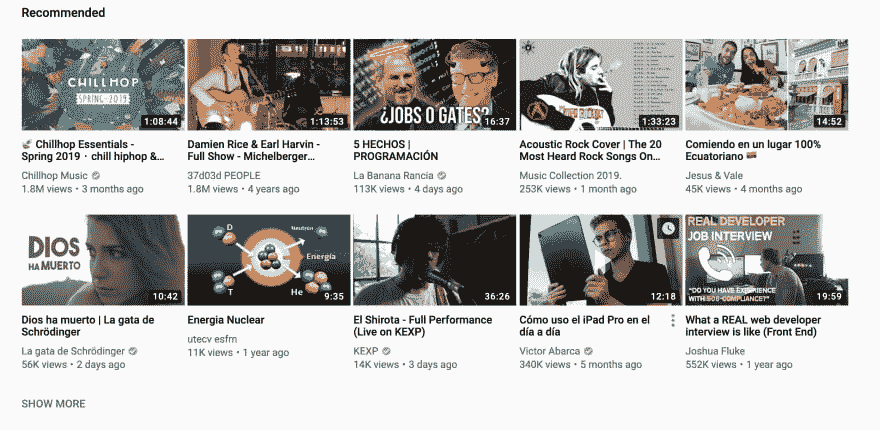 Recommended
CHILLHOP
SPRING·2019
1:08:44
1:13:53
¿JOBS O GATES?
16:37
1:33:23
14:52
Chillhop Essentials -
Spring 2019 · chill hiphop &...
Chillhop Music
1.8M views • 3 months ago
Damien Rice & Earl Harvin -
Full Show - Michelberger...
37d03d PEOPLE
1.8M views • 4 years ago
5 HECHOS |
PROGRAMACIÓN
La Banana Rancia
113K views • 4 days ago
Acoustic Rock Cover | The 20
Most Heard Rock Songs On...
Music Collection 2019.
253K views • 1 month ago
Comiendo en un lugar 100%
Ecuatoriano
Jesus & Vale
45K views • 4 months ago
DIOS
HA MUERTO
10:42
D
T
Neutrón
Energía
He
9:35
36:26
12:18
REAL DEVELOPER
JOB INTERVIEW
"DO YOU HAVE EXPERIENCE
WITH 508-COMPLIANCE?"
19:59
Dios ha muerto | La gata de
Schrödinger
La gata de Schrödinger
56K views • 2 days ago
Energia Nuclear
utecv esfm
11K views • 1 year ago
El Shirota - Full Performance
(Live on KEXP)
KEXP
14K views • 3 days ago
Cómo uso el iPad Pro en el
día a día
Victor Abarca
340K views • 5 months ago
What a REAL web developer
interview is like (Front End)
Joshua Fluke
552K views • 1 year ago
SHOW MORE